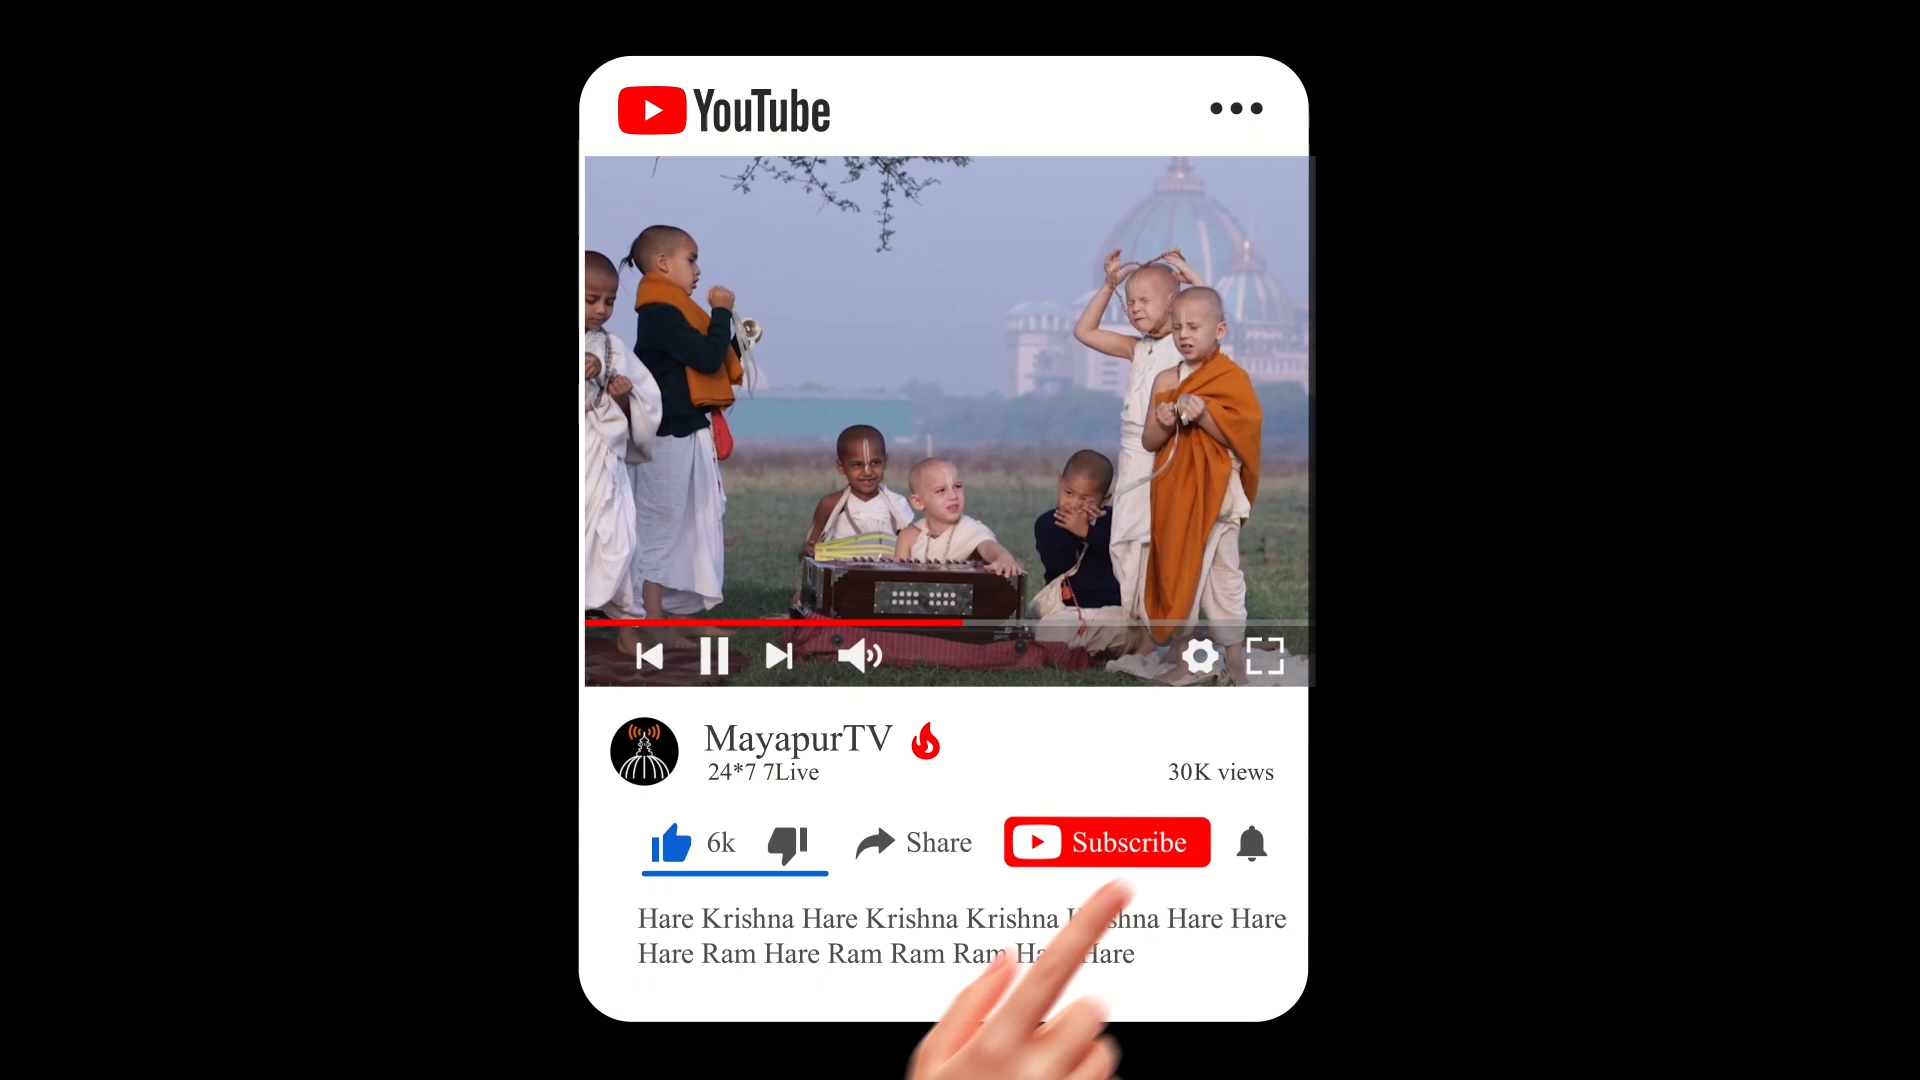 YouTube
MayapurTV
24*7 7Live
30K views
6k
Share
Subscribe
Hare Krishna Hare Krishna Krishna Hare Hare
Hare Ram Hare Ram Ram Ram Hare